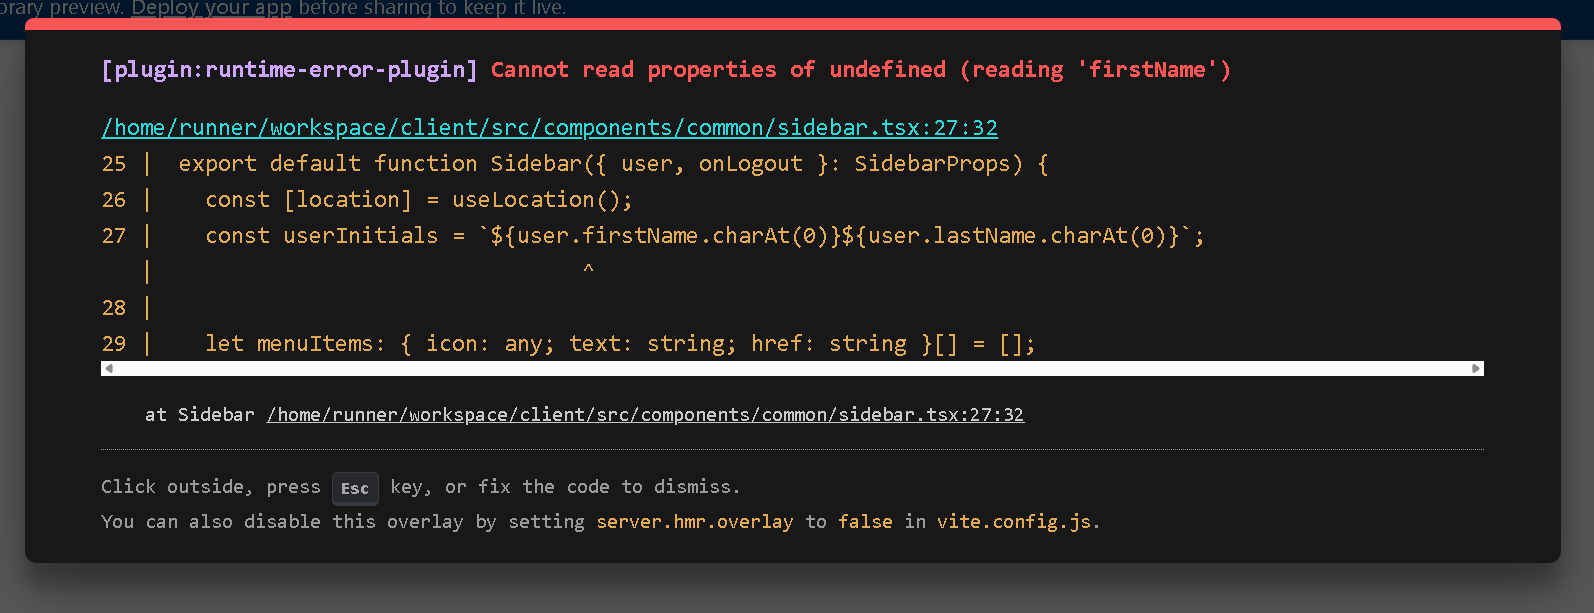 orary preview. Deploy your app before sharing to keep it live.
[plugin:runtime-error-plugin] Cannot read properties of undefined (reading 'firstName')
/home/runner/workspace/client/src/components/common/sidebar.tsx:27:32
25 | export default function Sidebar({ user, onLogout }: SidebarProps) {
26 |   const [location] = useLocation();
27 |   const userInitials = `${user.firstName.charAt(0)}${user.lastName.charAt(0)}`;
   |                                ^
28 |
29 |   let menuItems: { icon: any; text: string; href: string }[] = [];
at Sidebar /home/runner/workspace/client/src/components/common/sidebar.tsx:27:32
Click outside, press Esc key, or fix the code to dismiss.
You can also disable this overlay by setting server.hmr.overlay to false in vite.config.js.